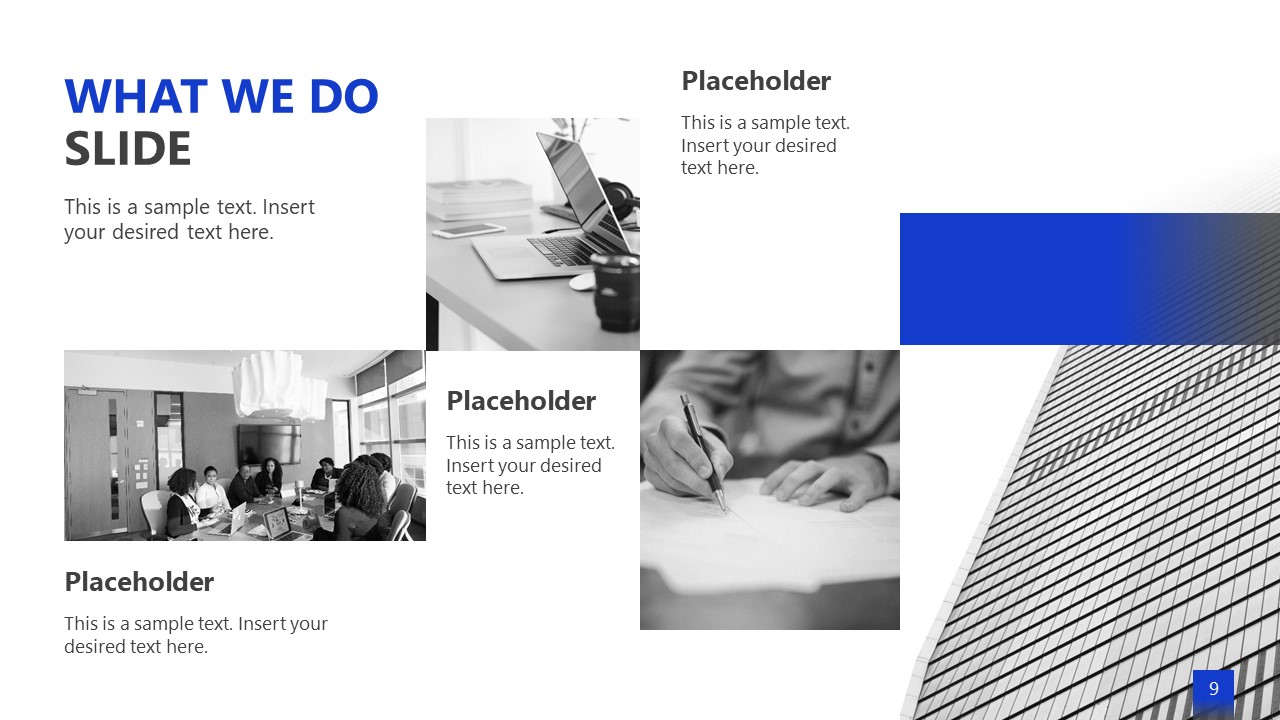 WHAT WE DO
SLIDE
This is a sample text. Insert
your desired text here.
Placeholder
This is a sample text.
Insert your desired
text here.
Placeholder
This is a sample text.
Insert your desired
text here.
Placeholder
This is a sample text. Insert your
desired text here.
9